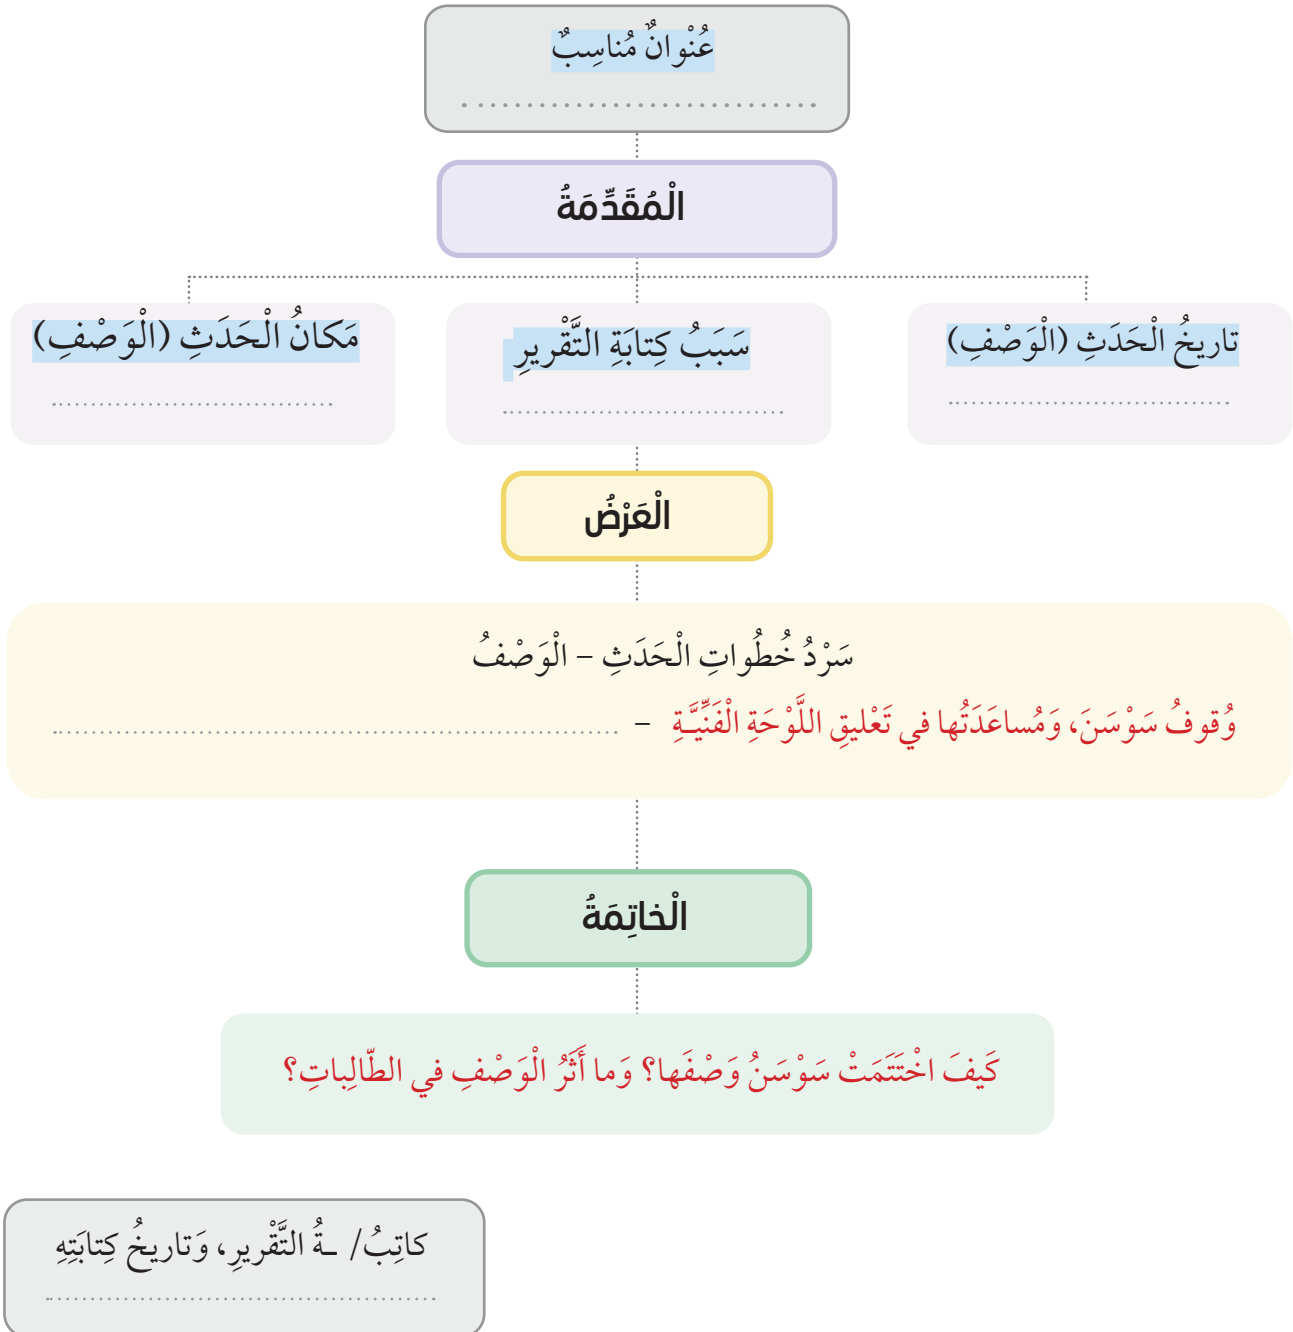 عُنْوانٌ مُناسِبٌ
..............................
الْمُقَدِّمَةُ
تاريخُ الْحَدَثِ (الْوَصْفِ)
..............................
سَبَبُ كِتابَةِ التَّقْريرِ
..............................
مَكانُ الْحَدَثِ (الْوَصْفِ)
..............................
الْعَرْضُ
سَرْدُ خُطُواتِ الْحَدَثِ – الْوَصْفُ
وُقوفُ سَوْسَنَ، وَمُساعَدَتُها في تَعْليقِ اللَّوْحَةِ الْفَنِّيَّـةِ – ..............................
الْخاتِمَةُ
كَيفَ اخْتَتَمَتْ سَوْسَنُ وَصْفَها؟ وَما أَثَرُ الْوَصْفِ في الطّالِباتِ؟
كاتِبُ/ ـةُ التَّقْريرِ، وَتاريخُ كِتابَتِهِ
..............................